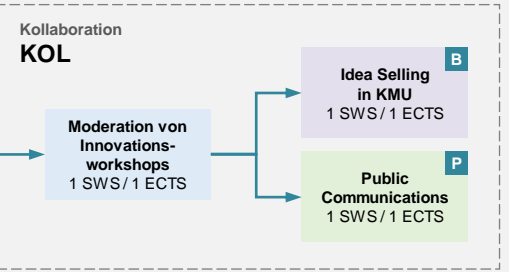 Kollaboration
KOL
Moderation von
Innovations-
workshops
1 SWS / 1 ECTS
B
Idea Selling
in KMU
1 SWS / 1 ECTS
P
Public
Communications
1 SWS / 1 ECTS